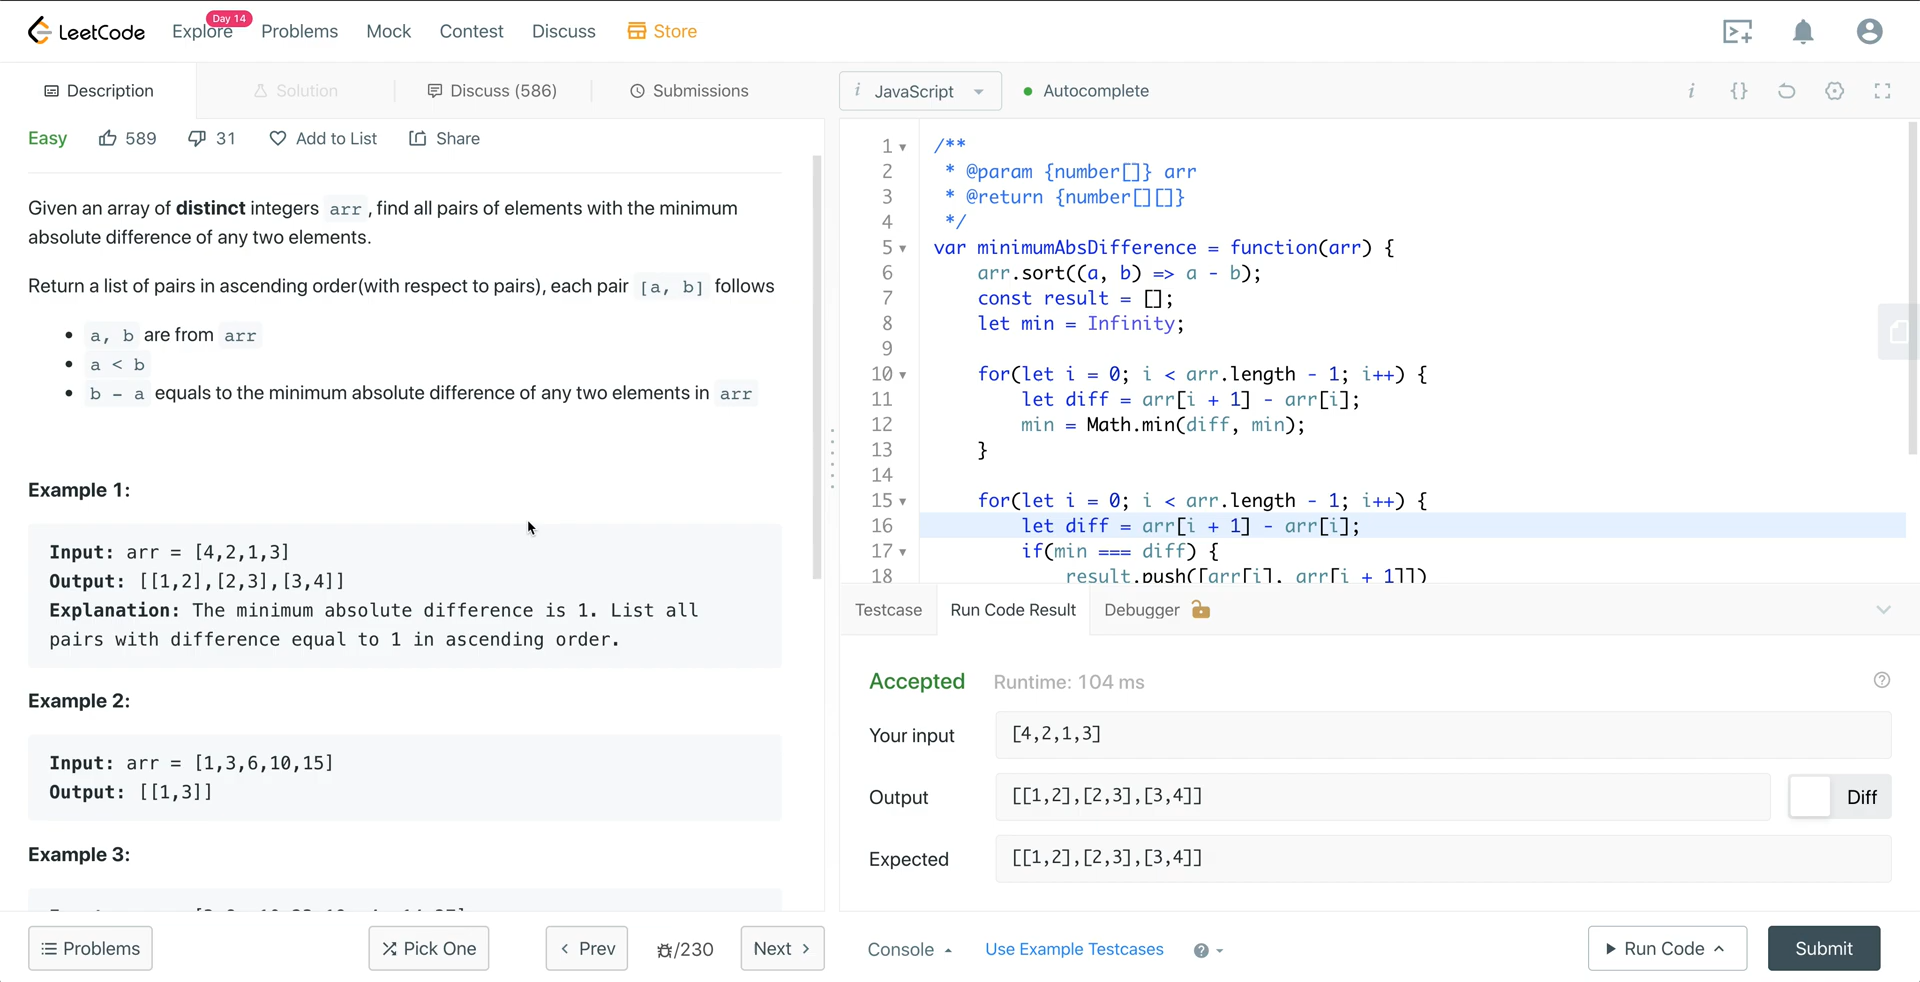 LeetCode
Explore
Day 14
Problems
Mock
Contest
Discuss
Store
Description
Solution
Discuss (586)
Submissions
Easy
589
31
Add to List
Share
Given an array of distinct integers arr, find all pairs of elements with the minimum
absolute difference of any two elements.
Return a list of pairs in ascending order(with respect to pairs), each pair [a, b] follows
a, b are from arr
a < b
b - a equals to the minimum absolute difference of any two elements in arr
Example 1:
Input: arr = [4,2,1,3]
Output: [[1,2],[2,3],[3,4]]
Explanation: The minimum absolute difference is 1. List all
pairs with difference equal to 1 in ascending order.
Example 2:
Input: arr = [1,3,6,10,15]
Output: [[1,3]]
Example 3:
Problems
Pick One
< Prev
/230
Next >
i JavaScript
Autocomplete
i {}
1 /**
2 * @param {number[]} arr
3 * @return {number[][]}
4 */
5 var minimumAbsDifference = function(arr) {
6 arr.sort((a, b) => a - b);
7 const result = [];
8 let min = Infinity;
9
10 for(let i = 0; i < arr.length - 1; i++) {
11 let diff = arr[i + 1] - arr[i];
12 min = Math.min(diff, min);
13 }
14
15 for(let i = 0; i < arr.length - 1; i++) {
16 let diff = arr[i + 1] - arr[i];
17 if(min === diff) {
18 result.push([arr[i], arr[i + 1]])
Testcase
Run Code Result
Debugger
Accepted
Runtime: 104 ms
Your input
[4,2,1,3]
Output
[[1,2],[2,3],[3,4]]
Diff
Expected
[[1,2],[2,3],[3,4]]
Console
Use Example Testcases
Run Code
Submit